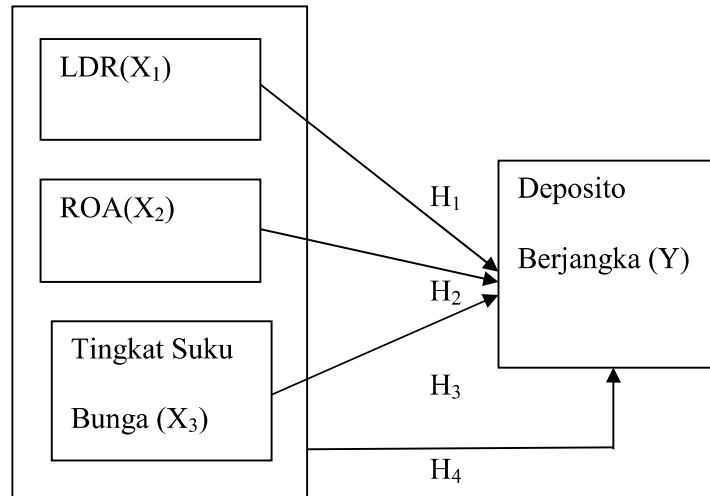 LDR(X₁)
ROA(X₂)
Tingkat Suku
Bunga (X₃)
H₁
H₂
H₃
H₄
Deposito
Berjangka (Y)